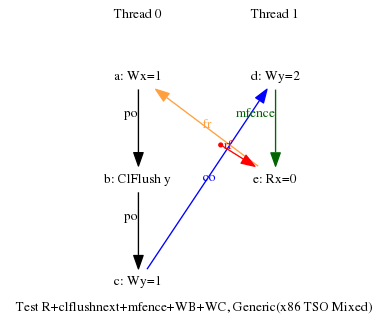 Thread 0
Thread 1
a: Wx=1
d: Wy=2
po
mfence
fr
rf
b: ClFlush y
co
e: Rx=0
po
c: Wy=1
Test R+clflushnext+mfence+WB+WC, Generic(x86 TSO Mixed)